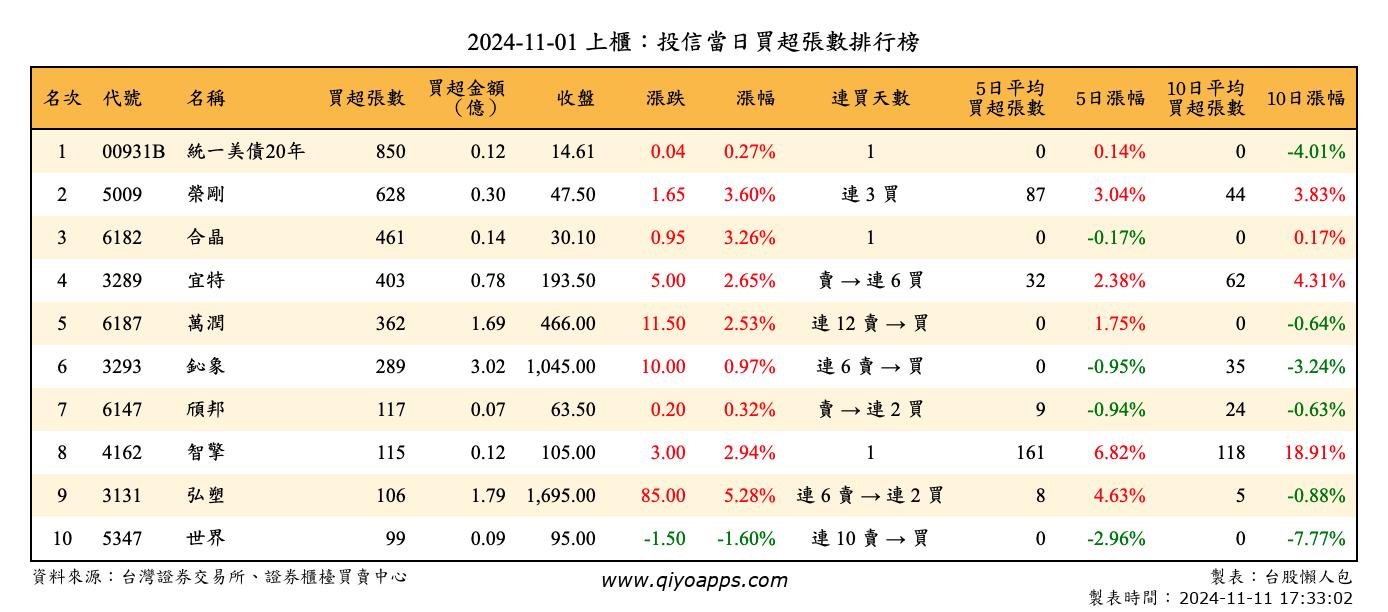 2024-11-01 上櫃：投信當日買超張數排行榜
名次 代號 名稱 買超張數 買超金額（億） 收盤 漲跌 漲幅 連買天數 5日平均買超張數 5日漲幅 10日平均買超張數 10日漲幅
1 00931B 統一美債20年 850 0.12 14.61 0.04 0.27% 1 0 0.14% 0 -4.01%
2 5009 榮剛 628 0.30 47.50 1.65 3.60% 連 3 買 87 3.04% 44 3.83%
3 6182 合晶 461 0.14 30.10 0.95 3.26% 1 0 -0.17% 0 0.17%
4 3289 宜特 403 0.78 193.50 5.00 2.65% 賣 → 連 6 買 32 2.38% 62 4.31%
5 6187 萬潤 362 1.69 466.00 11.50 2.53% 連 12 賣 → 買 0 1.75% 0 -0.64%
6 3293 鈊象 289 3.02 1,045.00 10.00 0.97% 連 6 賣 → 買 0 -0.95% 35 -3.24%
7 6147 頎邦 117 0.07 63.50 0.20 0.32% 賣 → 連 2 買 9 -0.94% 24 -0.63%
8 4162 智擎 115 0.12 105.00 3.00 2.94% 1 161 6.82% 118 18.91%
9 3131 弘塑 106 1.79 1,695.00 85.00 5.28% 連 6 賣 → 連 2 買 8 4.63% 5 -0.88%
10 5347 世界 99 0.09 95.00 -1.50 -1.60% 連 10 賣 → 買 0 -2.96% 0 -7.77%
資料來源：台灣證券交易所、證券櫃檯買賣中心 www.qiyoapps.com 製表：台股懶人包
製表時間： 2024-11-11 17:33:02